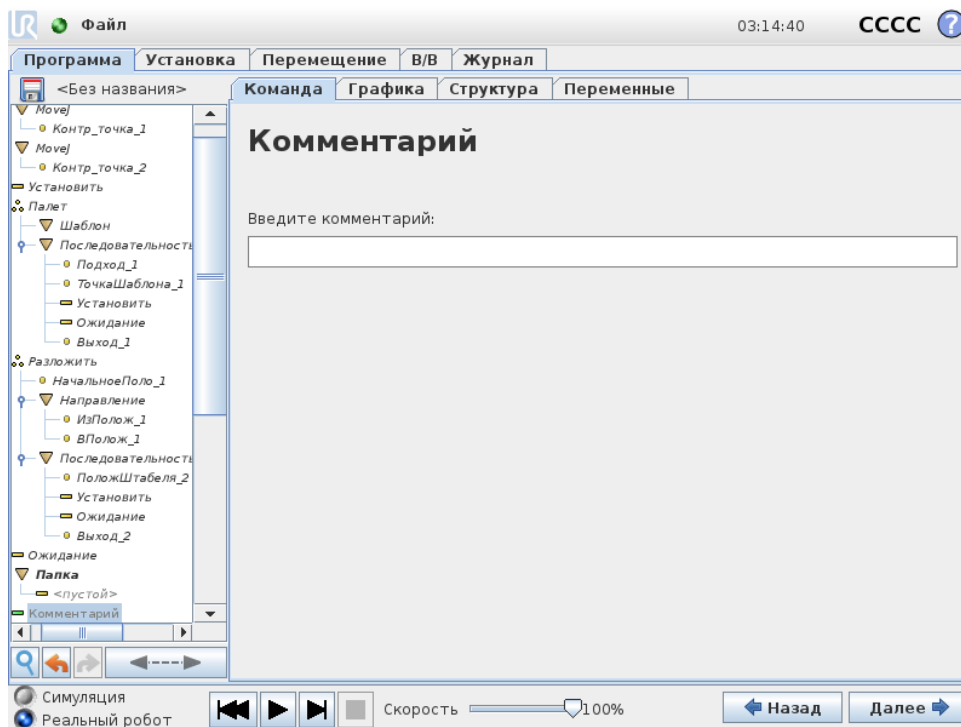 UR Файл 03:14:40 CCCC ?
Программа Установка Перемещение В/В Журнал
<Без названия> Команда Графика Структура Переменные
MoveJ
Контр_точка_1
MoveJ
Контр_точка_2
Установить
Палет
Шаблон
Последовательность
Подход_1
ТочкаШаблона_1
Установить
Ожидание
Выход_1
Разложить
НачальноеПоло_1
Направление
ИзПолож_1
ВПолож_1
Последовательность
ПоложШтабеля_2
Установить
Ожидание
Выход_2
Ожидание
Папка
<пустой>
Комментарий
Комментарий
Введите комментарий:
Симуляция
Реальный робот
Скорость 100%
Назад Далее